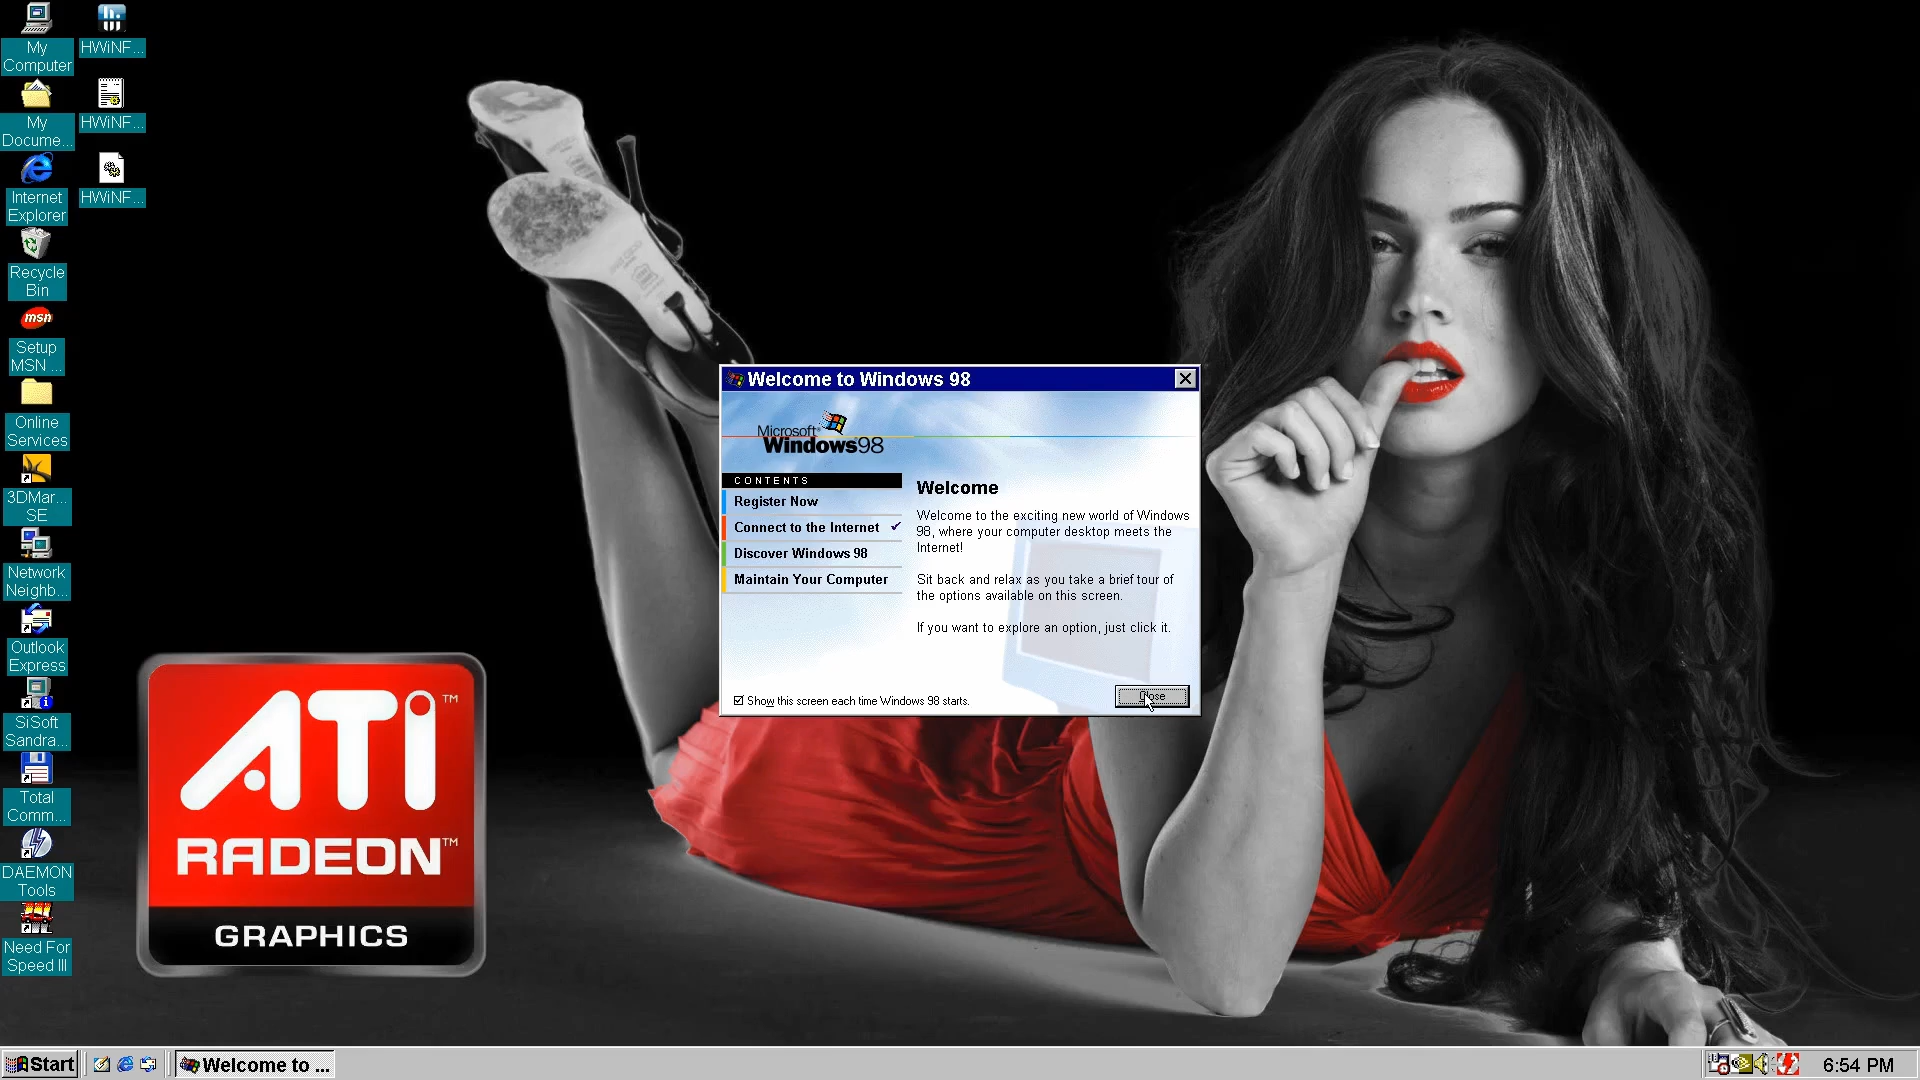 My
Computer
HWiNF...
My
Docume...
HWiNF...
Internet
Explorer
HWiNF...
Recycle
Bin
msn
Setup
MSN ...
Online
Services
3DMar...
SE
Network
Neighb...
Outlook
Express
SiSoft
Sandra...
Total
Comm...
DAEMON
Tools
Need For
Speed III
ATI™
RADEON™
GRAPHICS
Welcome to Windows 98
Microsoft®
Windows98
CONTENTS
Register Now
Connect to the Internet
Discover Windows 98
Maintain Your Computer
Welcome
Welcome to the exciting new world of Windows
98, where your computer desktop meets the
Internet!
Sit back and relax as you take a brief tour of
the options available on this screen.
If you want to explore an option, just click it.
Show this screen each time Windows 98 starts.
Close
Start
Welcome to ...
6:54 PM